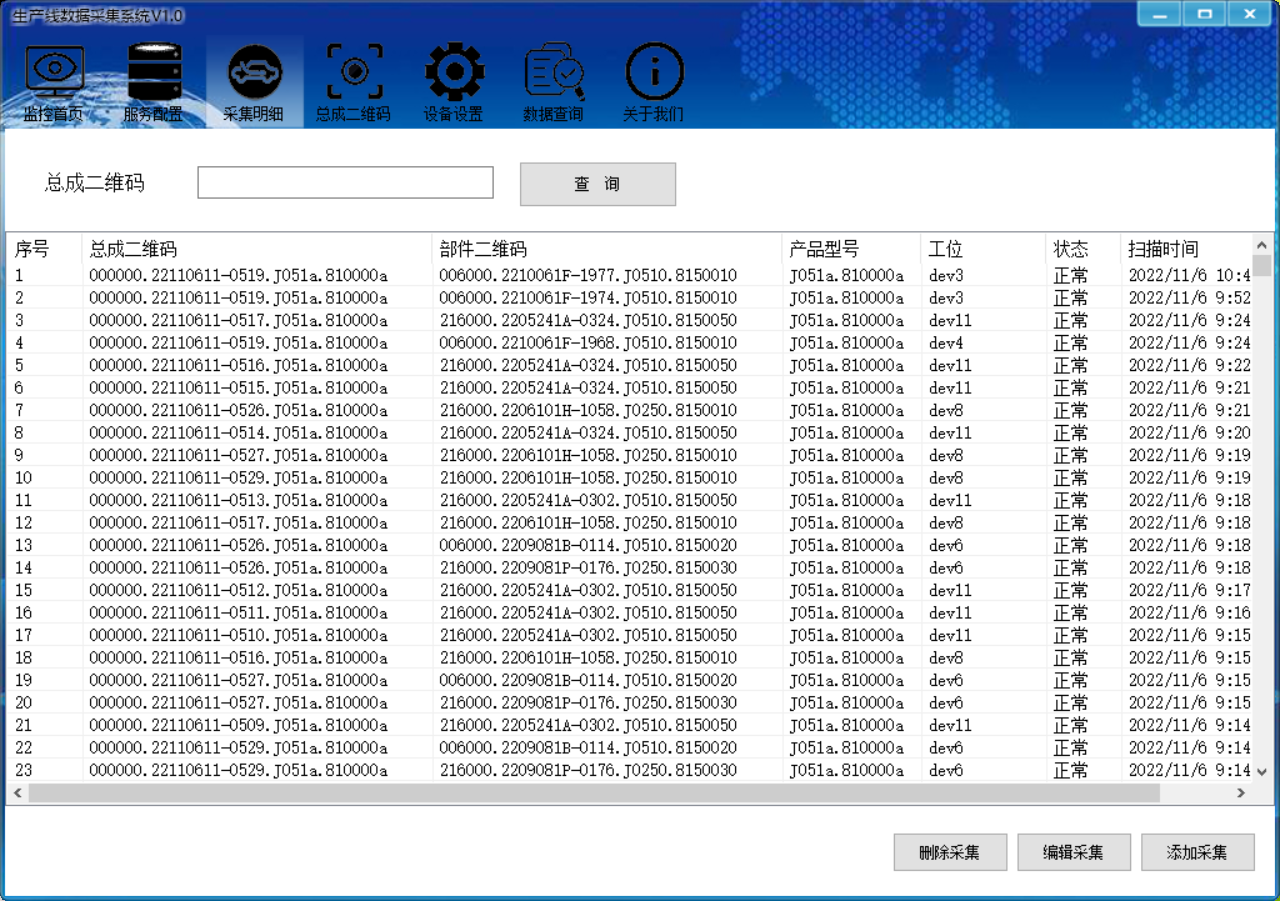 生产线数据采集系统V1.0
监控首页 服务配置 采集明细 总成二维码 设备设置 数据查询 关于我们
总成二维码 查 询
序号 总成二维码 部件二维码 产品型号 工位 状态 扫描时间
1 000000.22110611-0519.J051a.810000a 006000.2210061F-1977.J0510.8150010 J051a.810000a dev3 正常 2022/11/6 10:4
2 000000.22110611-0519.J051a.810000a 006000.2210061F-1974.J0510.8150010 J051a.810000a dev3 正常 2022/11/6 9:52
3 000000.22110611-0517.J051a.810000a 216000.2205241A-0324.J0510.8150050 J051a.810000a dev11 正常 2022/11/6 9:24
4 000000.22110611-0519.J051a.810000a 006000.2210061F-1968.J0510.8150010 J051a.810000a dev4 正常 2022/11/6 9:24
5 000000.22110611-0516.J051a.810000a 216000.2205241A-0324.J0510.8150050 J051a.810000a dev11 正常 2022/11/6 9:22
6 000000.22110611-0515.J051a.810000a 216000.2205241A-0324.J0510.8150050 J051a.810000a dev11 正常 2022/11/6 9:21
7 000000.22110611-0526.J051a.810000a 216000.2206101H-1058.J0250.8150010 J051a.810000a dev8 正常 2022/11/6 9:21
8 000000.22110611-0514.J051a.810000a 216000.2205241A-0324.J0510.8150050 J051a.810000a dev11 正常 2022/11/6 9:20
9 000000.22110611-0527.J051a.810000a 216000.2206101H-1058.J0250.8150010 J051a.810000a dev8 正常 2022/11/6 9:19
10 000000.22110611-0529.J051a.810000a 216000.2206101H-1058.J0250.8150010 J051a.810000a dev8 正常 2022/11/6 9:19
11 000000.22110611-0513.J051a.810000a 216000.2205241A-0302.J0510.8150050 J051a.810000a dev11 正常 2022/11/6 9:18
12 000000.22110611-0517.J051a.810000a 216000.2206101H-1058.J0250.8150010 J051a.810000a dev8 正常 2022/11/6 9:18
13 000000.22110611-0526.J051a.810000a 006000.2209081B-0114.J0510.8150020 J051a.810000a dev6 正常 2022/11/6 9:18
14 000000.22110611-0526.J051a.810000a 216000.2209081P-0176.J0250.8150030 J051a.810000a dev6 正常 2022/11/6 9:18
15 000000.22110611-0512.J051a.810000a 216000.2205241A-0302.J0510.8150050 J051a.810000a dev11 正常 2022/11/6 9:17
16 000000.22110611-0511.J051a.810000a 216000.2205241A-0302.J0510.8150050 J051a.810000a dev11 正常 2022/11/6 9:16
17 000000.22110611-0510.J051a.810000a 216000.2205241A-0302.J0510.8150050 J051a.810000a dev11 正常 2022/11/6 9:15
18 000000.22110611-0516.J051a.810000a 216000.2206101H-1058.J0250.8150010 J051a.810000a dev8 正常 2022/11/6 9:15
19 000000.22110611-0527.J051a.810000a 006000.2209081B-0114.J0510.8150020 J051a.810000a dev6 正常 2022/11/6 9:15
20 000000.22110611-0527.J051a.810000a 216000.2209081P-0176.J0250.8150030 J051a.810000a dev6 正常 2022/11/6 9:15
21 000000.22110611-0509.J051a.810000a 216000.2205241A-0302.J0510.8150050 J051a.810000a dev11 正常 2022/11/6 9:14
22 000000.22110611-0529.J051a.810000a 006000.2209081B-0114.J0510.8150020 J051a.810000a dev6 正常 2022/11/6 9:14
23 000000.22110611-0529.J051a.810000a 216000.2209081P-0176.J0250.8150030 J051a.810000a dev6 正常 2022/11/6 9:14
删除采集 编辑采集 添加采集